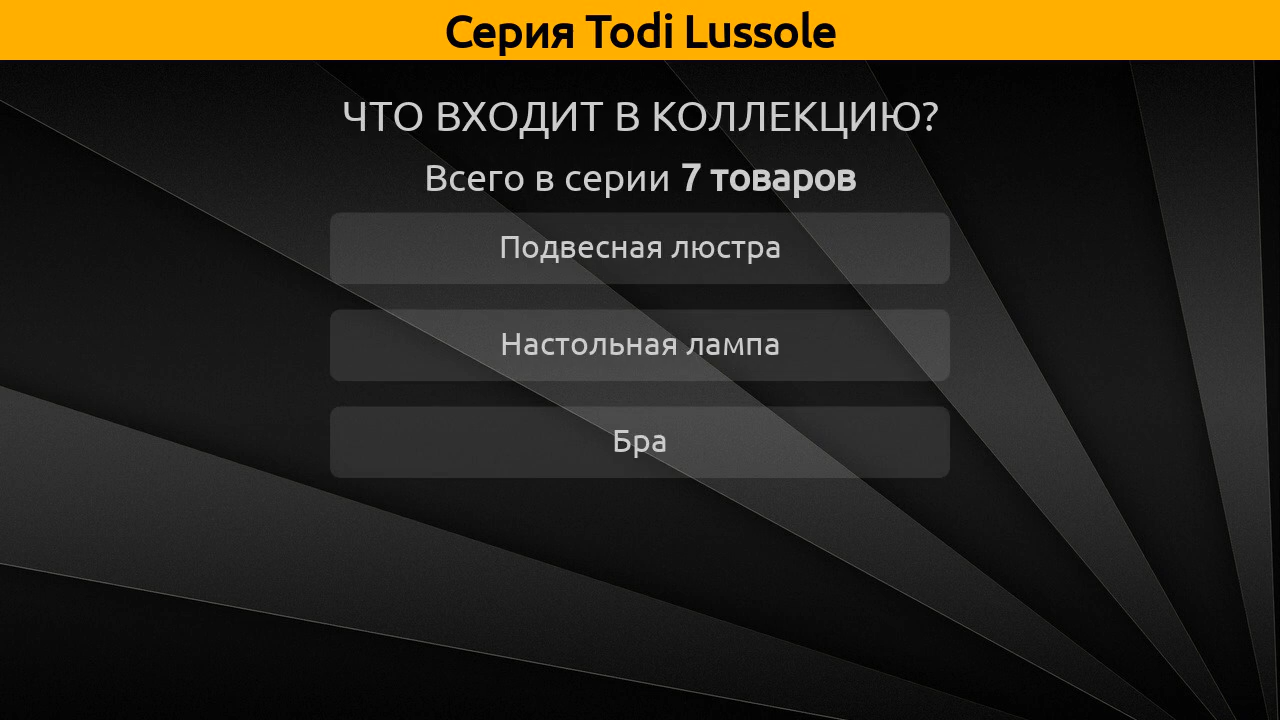 Серия Todi Lussole
ЧТО ВХОДИТ В КОЛЛЕКЦИЮ?
Всего в серии 7 товаров
Подвесная люстра
Настольная лампа
Бра